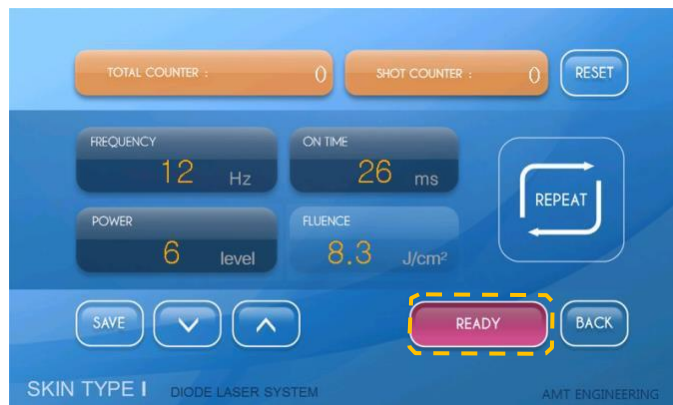 TOTAL COUNTER : 0 SHOT COUNTER : 0 RESET
FREQUENCY ON TIME
12 Hz 26 ms
REPEAT
POWER FLUENCE
6 level 8.3 J/cm²
SAVE READY BACK
SKIN TYPE I DIODE LASER SYSTEM AMT ENGINEERING